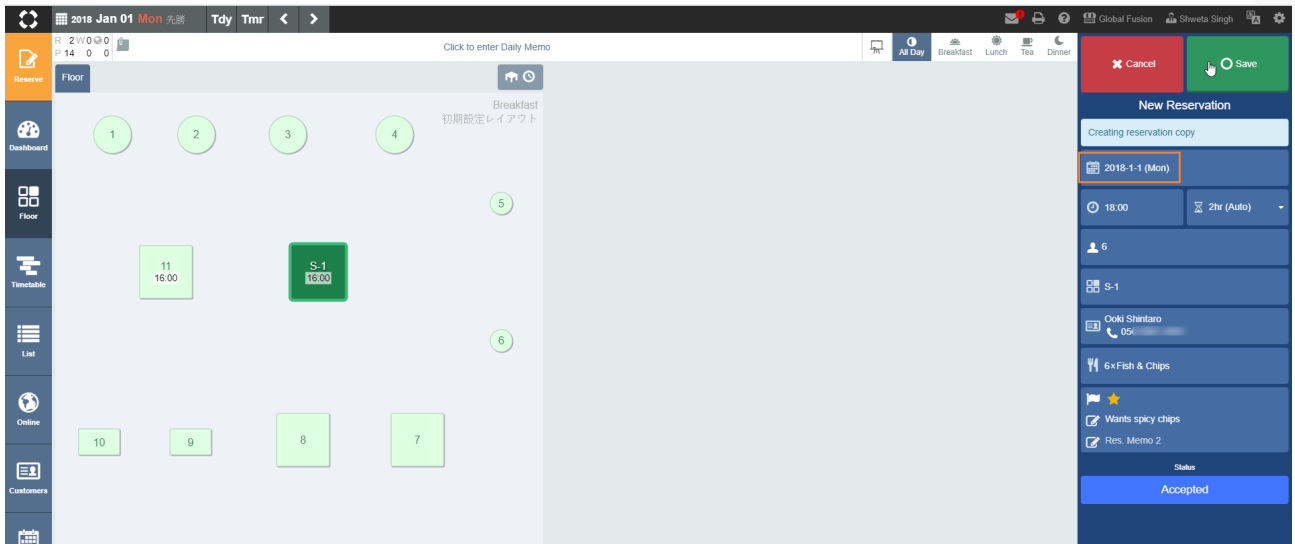 2018 Jan 01 Mon 先勝 Tdy Tmr
Global Fusion Shweta Singh
R 2 W 0 0
P 14 0 0
Click to enter Daily Memo
All Day Breakfast Lunch Tea Dinner
Reserve
Dashboard
Floor
Timetable
List
Online
Customers
Floor
Breakfast
初期設定レイアウト
1 2 3 4
5
11
16:00
S-1
16:00
6
10 9 8 7
Cancel
Save
New Reservation
Creating reservation copy
2018-1-1 (Mon)
18:00 2hr (Auto)
6
S-1
Ooki Shintaro
6×Fish & Chips
Wants spicy chips
Res. Memo 2
Status
Accepted